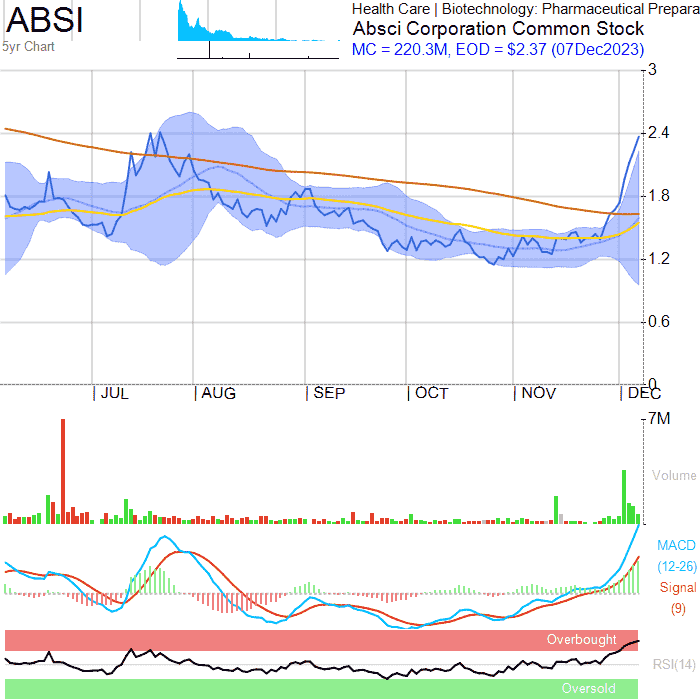 ABSI
5yr Chart
Health Care | Biotechnology: Pharmaceutical Prepara
Absci Corporation Common Stock
MC = 220.3M, EOD = $2.37 (07Dec2023)
3
2.4
1.8
1.2
0.6
0
JUL
AUG
SEP
OCT
NOV
DEC
7M
Volume
MACD
(12-26)
Signal
(9)
Overbought
RSI(14)
Oversold